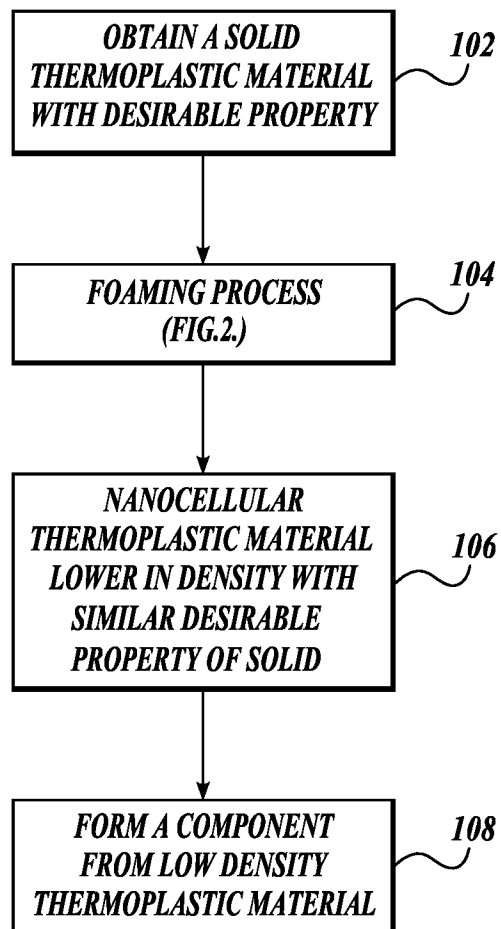 OBTAIN A SOLID
THERMOPLASTIC MATERIAL
WITH DESIRABLE PROPERTY
102
FOAMING PROCESS
(FIG.2.)
104
NANOCELLULAR
THERMOPLASTIC MATERIAL
LOWER IN DENSITY WITH
SIMILAR DESIRABLE
PROPERTY OF SOLID
106
FORM A COMPONENT
FROM LOW DENSITY
THERMOPLASTIC MATERIAL
108